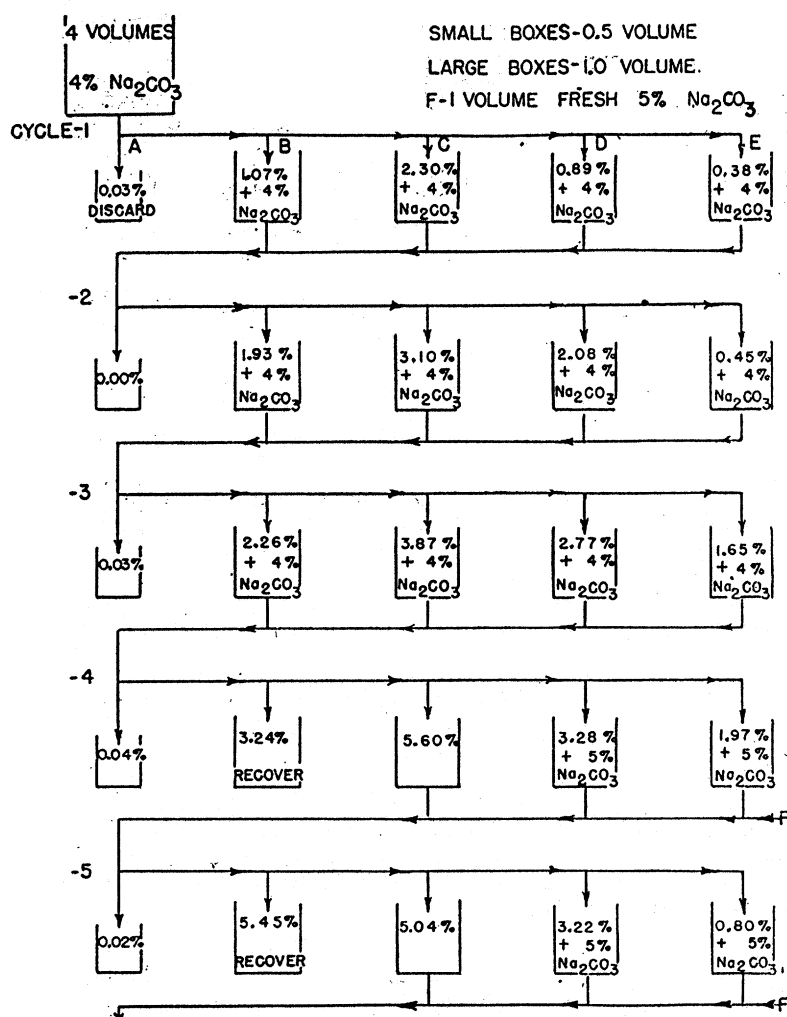 4 VOLUMES
4% Na2CO3
SMALL BOXES-0.5 VOLUME
LARGE BOXES-1.0 VOLUME.
F-1 VOLUME FRESH 5% Na2CO3
CYCLE-1
A
B
C
D
E
0.03%
DISCARD
1.07%
+ 4%
Na2CO3
2.30%
+ 4%
Na2CO3
0.89%
+ 4%
Na2CO3
0.38%
+ 4%
Na2CO3
-2
0.00%
1.93%
+ 4%
Na2CO3
3.10%
+ 4%
Na2CO3
2.08%
+ 4%
Na2CO3
0.45%
+ 4%
Na2CO3
-3
0.03%
2.26%
+ 4%
Na2CO3
3.87%
+ 4%
Na2CO3
2.77%
+ 4%
Na2CO3
1.65%
+ 4%
Na2CO3
-4
0.04%
3.24%
RECOVER
5.60%
3.28%
+ 5%
Na2CO3
1.97%
+ 5%
Na2CO3
F
-5
0.02%
5.45%
RECOVER
5.04%
3.22%
+ 5%
Na2CO3
0.80%
+ 5%
Na2CO3
F